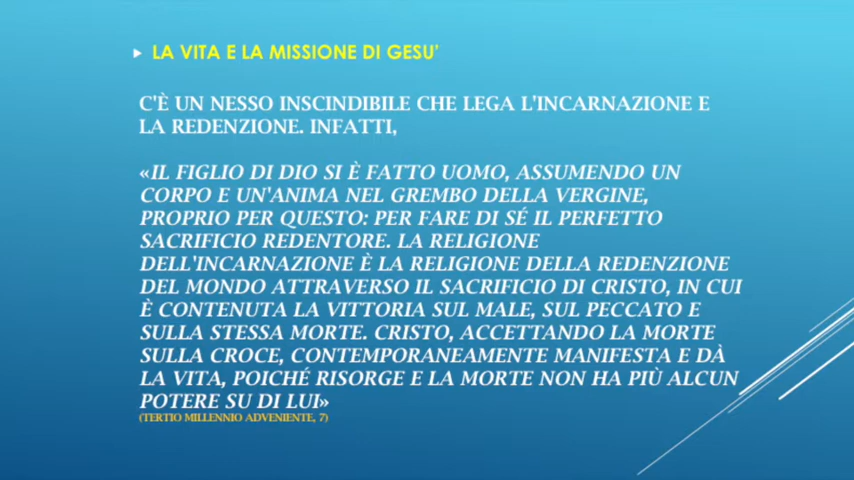 LA VITA E LA MISSIONE DI GESU'
C'È UN NESSO INSCINDIBILE CHE LEGA L'INCARNAZIONE E
LA REDENZIONE. INFATTI,
«IL FIGLIO DI DIO SI È FATTO UOMO, ASSUMENDO UN
CORPO E UN'ANIMA NEL GREMBO DELLA VERGINE,
PROPRIO PER QUESTO: PER FARE DI SÉ IL PERFETTO
SACRIFICIO REDENTORE. LA RELIGIONE
DELL'INCARNAZIONE È LA RELIGIONE DELLA REDENZIONE
DEL MONDO ATTRAVERSO IL SACRIFICIO DI CRISTO, IN CUI
È CONTENUTA LA VITTORIA SUL MALE, SUL PECCATO E
SULLA STESSA MORTE. CRISTO, ACCETTANDO LA MORTE
SULLA CROCE, CONTEMPORANEAMENTE MANIFESTA E DÀ
LA VITA, POICHÉ RISORGE E LA MORTE NON HA PIÙ ALCUN
POTERE SU DI LUI»
(TERTIO MILLENNIO ADVENIENTE, 7)